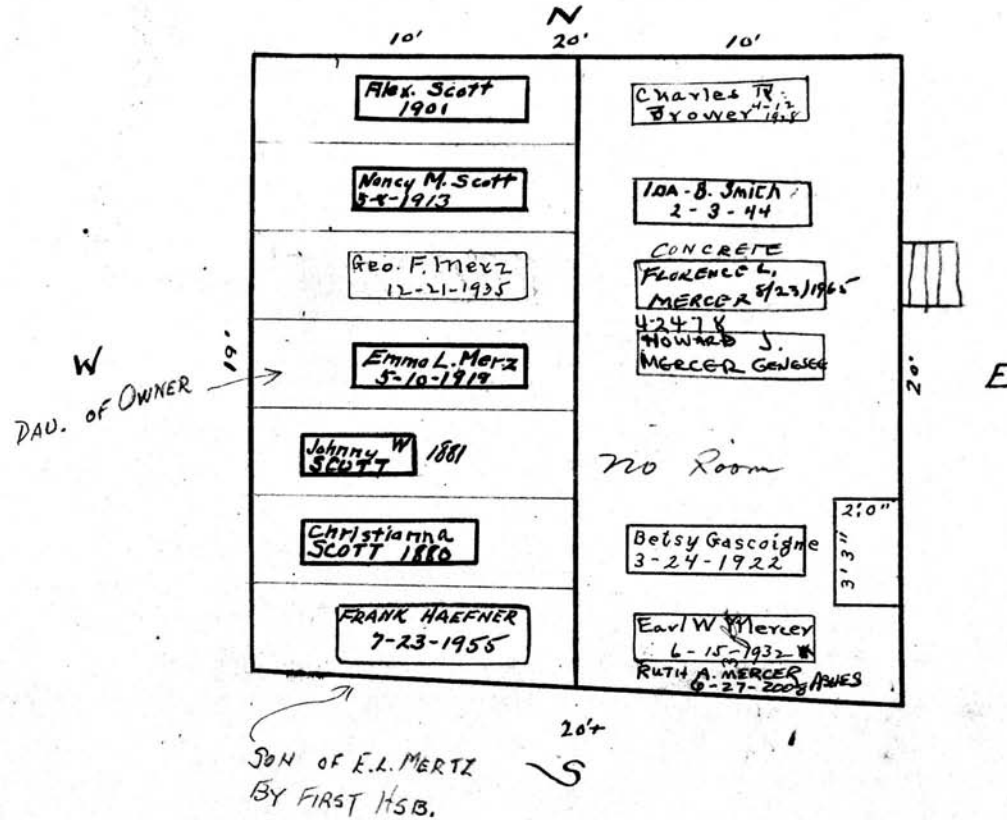 N
10' 20' 10'
Alex. Scott
1901
Nancy M. Scott
5-8-1913
Geo. F. Merz
12-21-1935
Emma L. Merz
5-10-1919
Johnny W
SCOTT 1881
Christianna
SCOTT 1880
FRANK HAEFNER
7-23-1955
W
19'
DAU. OF OWNER
Charles
Brower 4-12
IDA-B. Smith
2-3-44
CONCRETE
FLORENCE L.
MERCER 8/23/1965
4-24-78
HOWARD J.
MERCER GENESEE
20'
E
No Room
2'0"
3'3"
Betsy Gascoigne
3-24-1922
Earl W Mercer
6-15-1932
RUTH A. MERCER
6-27-2008 ASHES
20'+
S
SON OF E.L. MERTZ
BY FIRST HSB.